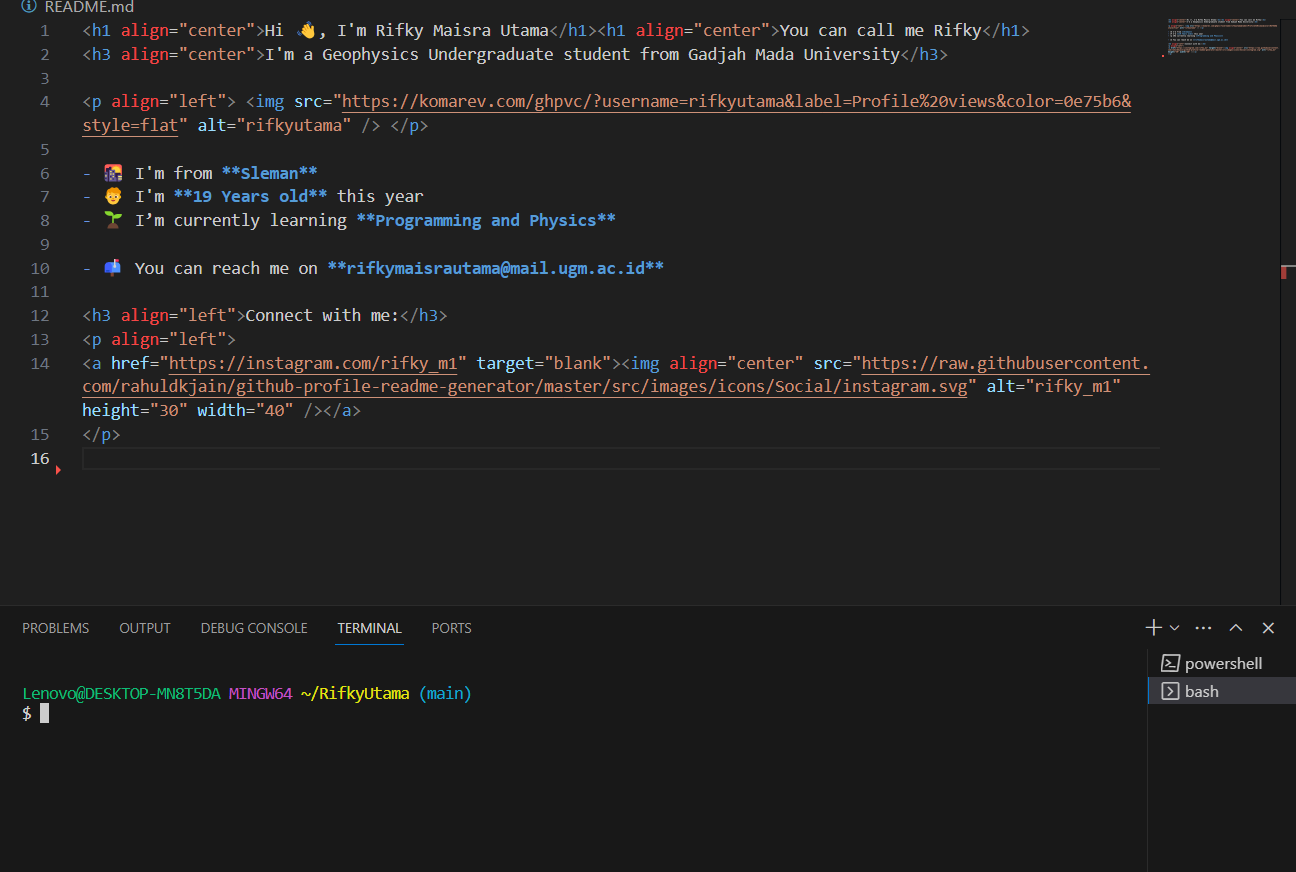 README.md
1 <h1 align="center">Hi 👋, I'm Rifky Maisra Utama</h1><h1 align="center">You can call me Rifky</h1>
2 <h3 align="center">I'm a Geophysics Undergraduate student from Gadjah Mada University</h3>
3
4 <p align="left"> <img src="https://komarev.com/ghpvc/?username=rifkyutama&label=Profile%20views&color=0e75b6&
style=flat" alt="rifkyutama" /> </p>
5
6 - 🌇 I'm from **Sleman**
7 - 👨 I'm **19 Years old** this year
8 - 🌱 I’m currently learning **Programming and Physics**
9
10 - 📫 You can reach me on **rifkymaisrautama@mail.ugm.ac.id**
11
12 <h3 align="left">Connect with me:</h3>
13 <p align="left">
14 <a href="https://instagram.com/rifky_m1" target="blank"><img align="center" src="https://raw.githubusercontent.
com/rahuldkjain/github-profile-readme-generator/master/src/images/icons/Social/instagram.svg" alt="rifky_m1"
height="30" width="40" /></a>
15 </p>
16
PROBLEMS OUTPUT DEBUG CONSOLE TERMINAL PORTS
powershell
bash
Lenovo@DESKTOP-MN8T5DA MINGW64 ~/RifkyUtama (main)
$